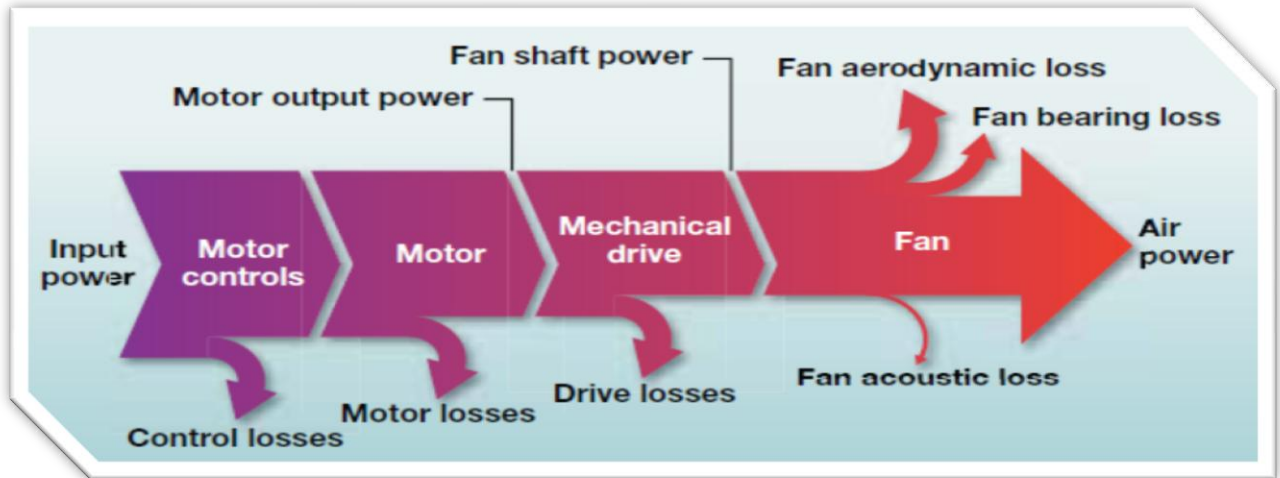 Fan shaft power
Fan aerodynamic loss
Motor output power
Fan bearing loss
Input
power
Motor
controls
Motor
Mechanical
drive
Fan
Air
power
Fan acoustic loss
Drive losses
Motor losses
Control losses